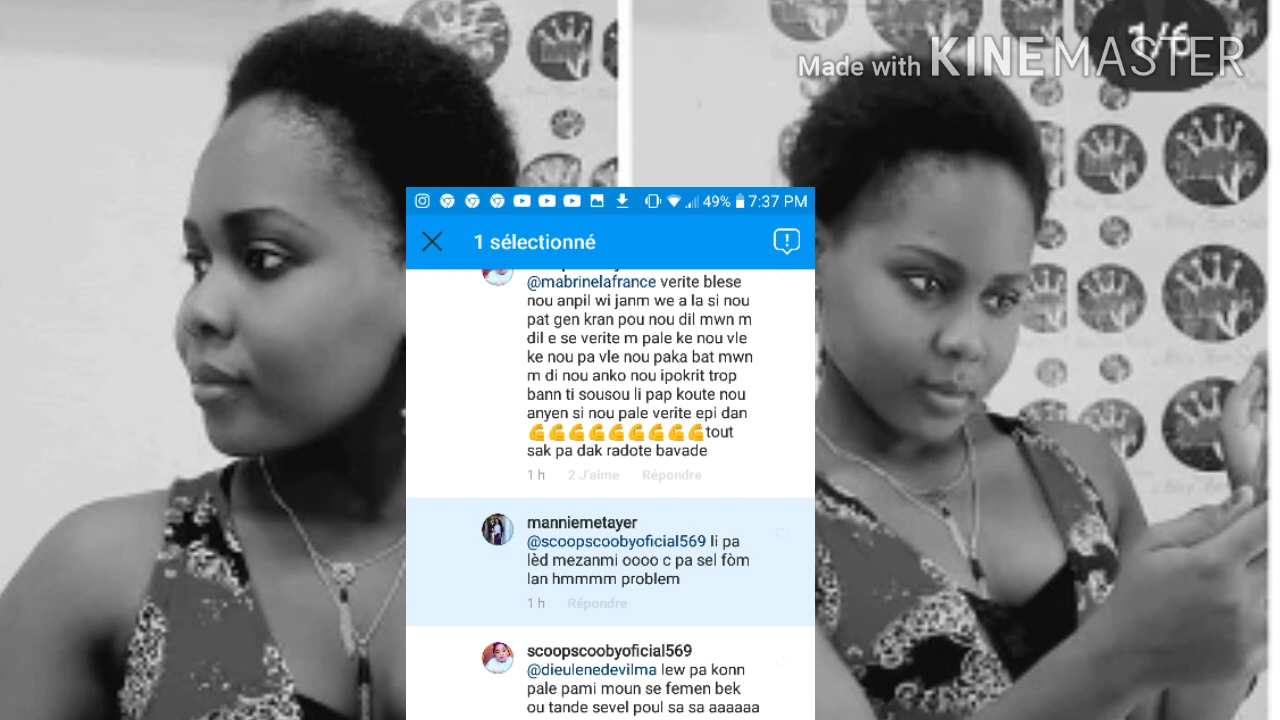 1/6
Made with KINEMASTER
49% 7:37 PM
1 sélectionné
@mabrinelafrance verite blese
nou anpil wi janm we a la si nou
pat gen kran pou nou dil mwn m
dil e se verite m pale ke nou vle
ke nou pa vle nou paka bat mwn
m di nou anko nou ipokrit trop
bann ti sousou li pap koute nou
anyen si nou pale verite epi dan
💪💪💪💪💪💪💪💪💪tout
sak pa dak radote bavade
1 h 2 J'aime Répondre
manniemetayer
@scoopscoobyoficial569 li pa
lèd mezanmi oooo c pa sel fòm
lan hmmmm problem
1 h Répondre
scoopscoobyoficial569
@dieulenedevilma lew pa konn
pale pami moun se femen bek
ou tande sevel poul sa sa aaaaaa